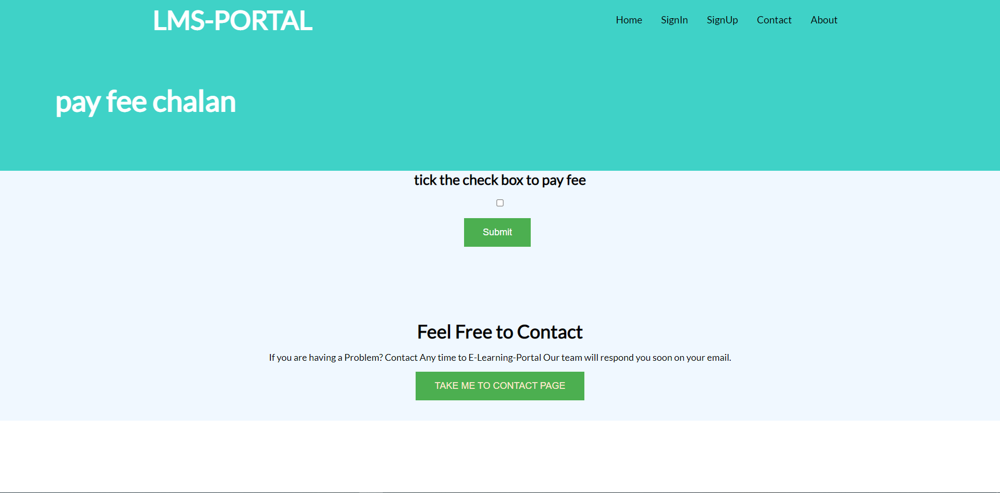 LMS-PORTAL
Home SignIn SignUp Contact About
pay fee chalan
tick the check box to pay fee
Submit
Feel Free to Contact
If you are having a Problem? Contact Any time to E-Learning-Portal Our team will respond you soon on your email.
TAKE ME TO CONTACT PAGE